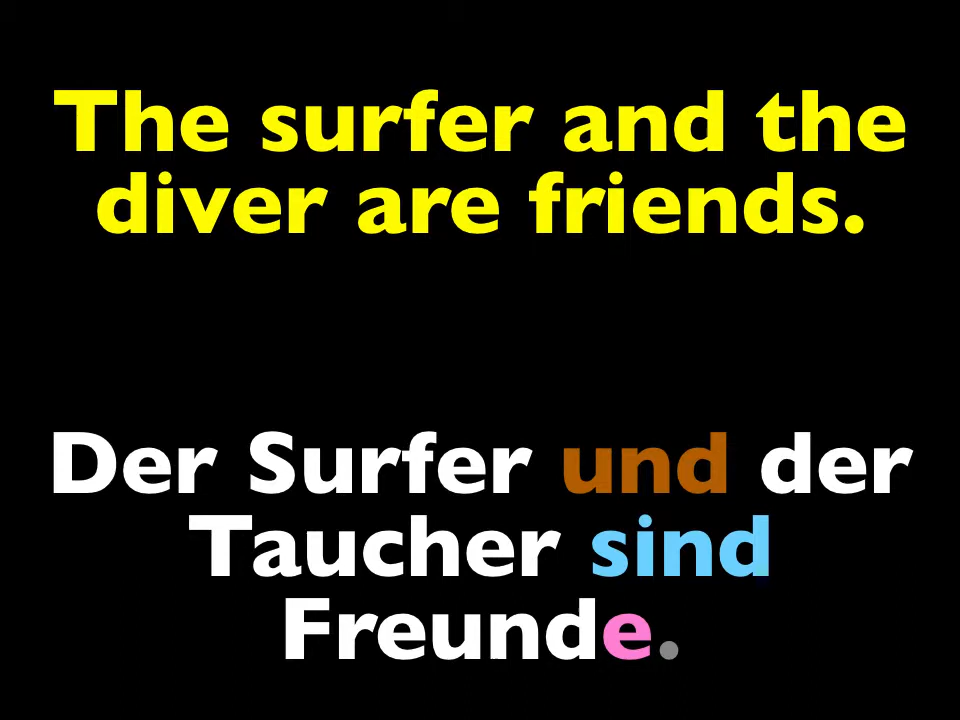 The surfer and the
diver are friends.
Der Surfer und der
Taucher sind
Freunde.